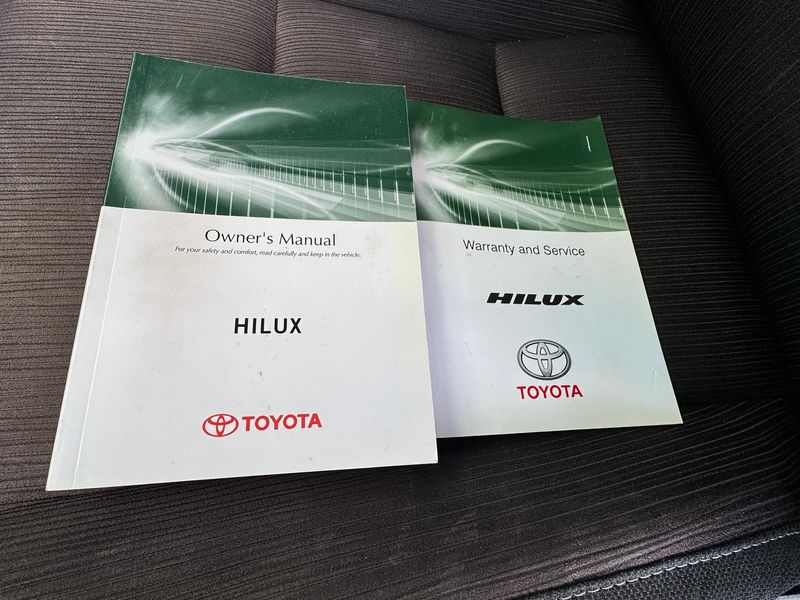 Owner's Manual
For your safety and comfort, read carefully and keep in the vehicle.
HILUX
TOYOTA
Warranty and Service
HILUX
TOYOTA